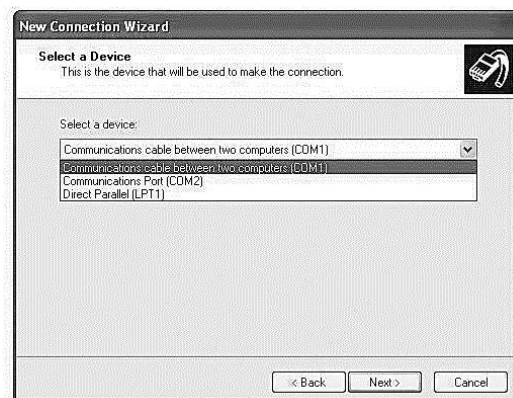 New Connection Wizard
Select a Device
This is the device that will be used to make the connection.
Select a device:
Communications cable between two computers (COM1)
Communications cable between two computers (COM1)
Communications Port (COM2)
Direct Parallel (LPT1)
< Back Next > Cancel